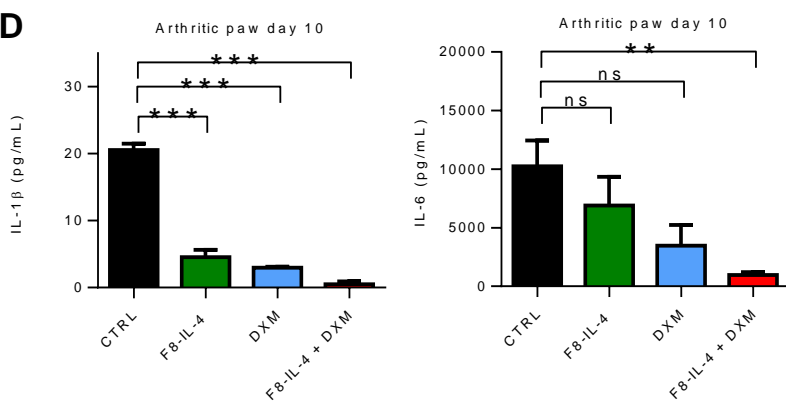 D
Arthritic paw day 10
IL-1β (pg/mL)
30
20
10
0
***
***
***
CTRL
F8-IL-4
DXM
F8-IL-4 + DXM
Arthritic paw day 10
IL-6 (pg/mL)
20000
15000
10000
5000
0
**
ns
ns
CTRL
F8-IL-4
DXM
F8-IL-4 + DXM